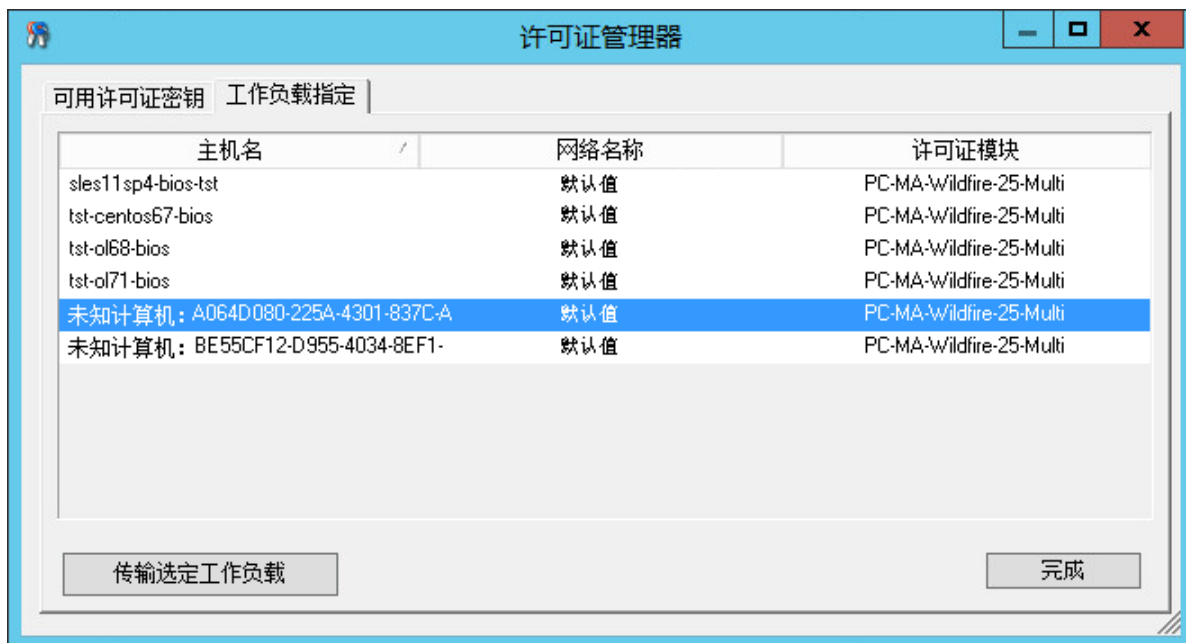 许可证管理器
可用许可证密钥 工作负载指定
主机名 网络名称 许可证模块
sles11sp4-bios-tst 默认值 PC-MA-Wildfire-25-Multi
tst-centos67-bios 默认值 PC-MA-Wildfire-25-Multi
tst-ol68-bios 默认值 PC-MA-Wildfire-25-Multi
tst-ol71-bios 默认值 PC-MA-Wildfire-25-Multi
未知计算机：A064D080-225A-4301-837C-A 默认值 PC-MA-Wildfire-25-Multi
未知计算机：BE55CF12-D955-4034-8EF1- 默认值 PC-MA-Wildfire-25-Multi
传输选定工作负载 完成